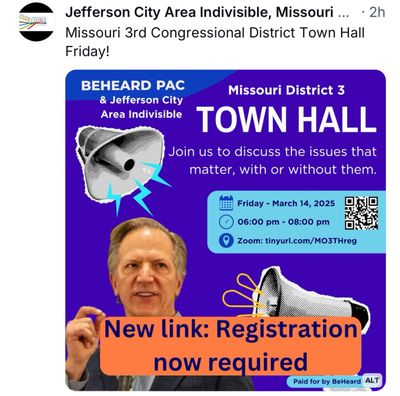 Jefferson City Area Indivisible, Missouri ... · 2h
Missouri 3rd Congressional District Town Hall
Friday!
BEHEARD PAC
& Jefferson City
Area Indivisible
Missouri District 3
TOWN HALL
Join us to discuss the issues that
matter, with or without them.
Friday - March 14, 2025
06:00 pm - 08:00 pm
Zoom: tinyurl.com/MO3THreg
New link: Registration
now required
Paid for by BeHeard
ALT